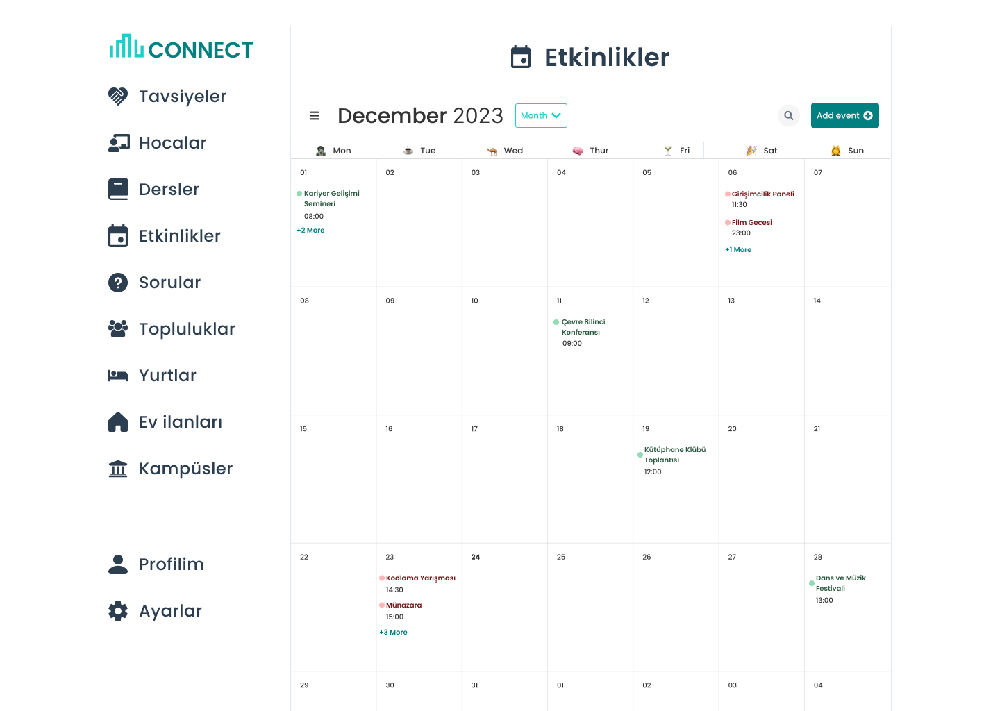 CONNECT
Tavsiyeler
Hocalar
Dersler
Etkinlikler
Sorular
Topluluklar
Yurtlar
Ev ilanları
Kampüsler
Profilim
Ayarlar
Etkinlikler
December 2023
Month
Add event
Mon Tue Wed Thur Fri Sat Sun
01 02 03 04 05 06 07
Kariyer Gelişimi
Semineri
08:00
+2 More
Girişimcilik Paneli
11:30
Film Gecesi
23:00
+1 More
08 09 10 11 12 13 14
Çevre Bilinci
Konferansı
09:00
15 16 17 18 19 20 21
Kütüphane Klübü
Toplantısı
12:00
22 23 24 25 26 27 28
Kodlama Yarışması
14:30
Münazara
15:00
+3 More
Dans ve Müzik
Festivali
13:00
29 30 31 01 02 03 04